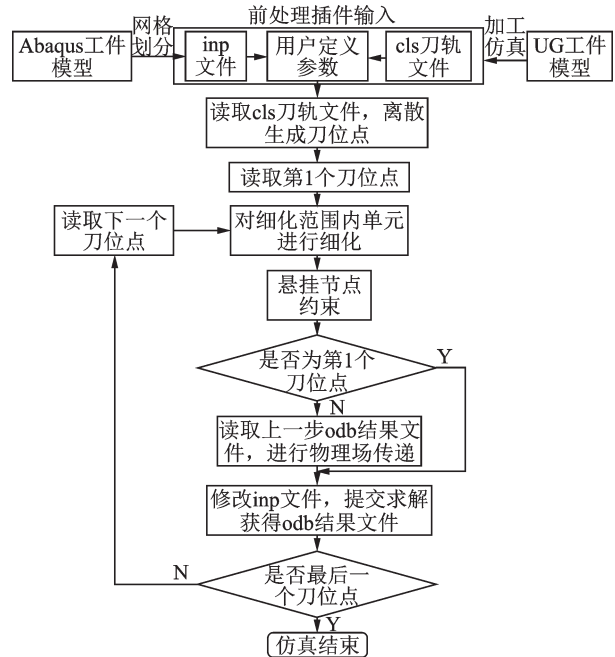 前处理插件输入
Abaqus工件
模型
网格
划分
inp
文件
用户定义
参数
cls刀轨
文件
加工
仿真
UG工件
模型
读取cls刀轨文件，离散
生成刀位点
读取第1个刀位点
读取下一个
刀位点
对细化范围内单元
进行细化
悬挂节点
约束
是否为第1个
刀位点
Y
N
读取上一步odb结果文
件，进行物理场传递
修改inp文件，提交求解
获得odb结果文件
N
是否最后一
个刀位点
Y
仿真结束